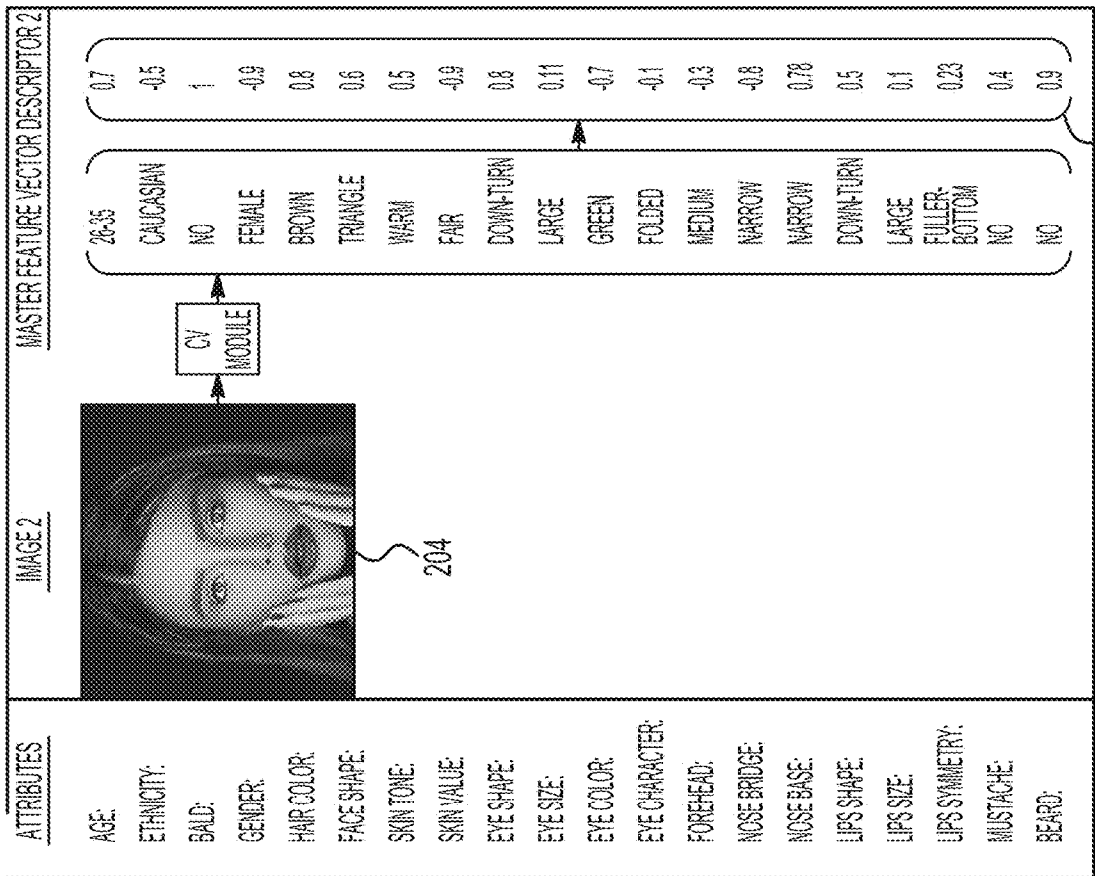 ATTRIBUTES
AGE:
ETHNICITY:
BALD:
GENDER:
HAIR COLOR:
FACE SHAPE:
SKIN TONE:
SKIN VALUE:
EYE SHAPE:
EYE SIZE:
EYE COLOR:
EYE CHARACTER:
FOREHEAD:
NOSE BRIDGE:
NOSE BASE:
LIPS SHAPE:
LIPS SIZE:
LIPS SYMMETRY:
MUSTACHE:
BEARD:
IMAGE 2
204
CV
MODULE
MASTER FEATURE VECTOR DESCRIPTOR 2
26-35
CAUCASIAN
NO
FEMALE
BROWN
TRIANGLE
WARM
FAIR
DOWN-TURN
LARGE
GREEN
FOLDED
MEDIUM
NARROW
NARROW
DOWN-TURN
LARGE
FULLER-
BOTTOM
NO
NO
0.7
-0.5
1
-0.9
0.8
0.6
0.5
-0.9
0.8
0.11
-0.7
-0.1
-0.3
-0.8
0.78
0.5
0.1
0.23
0.4
0.9